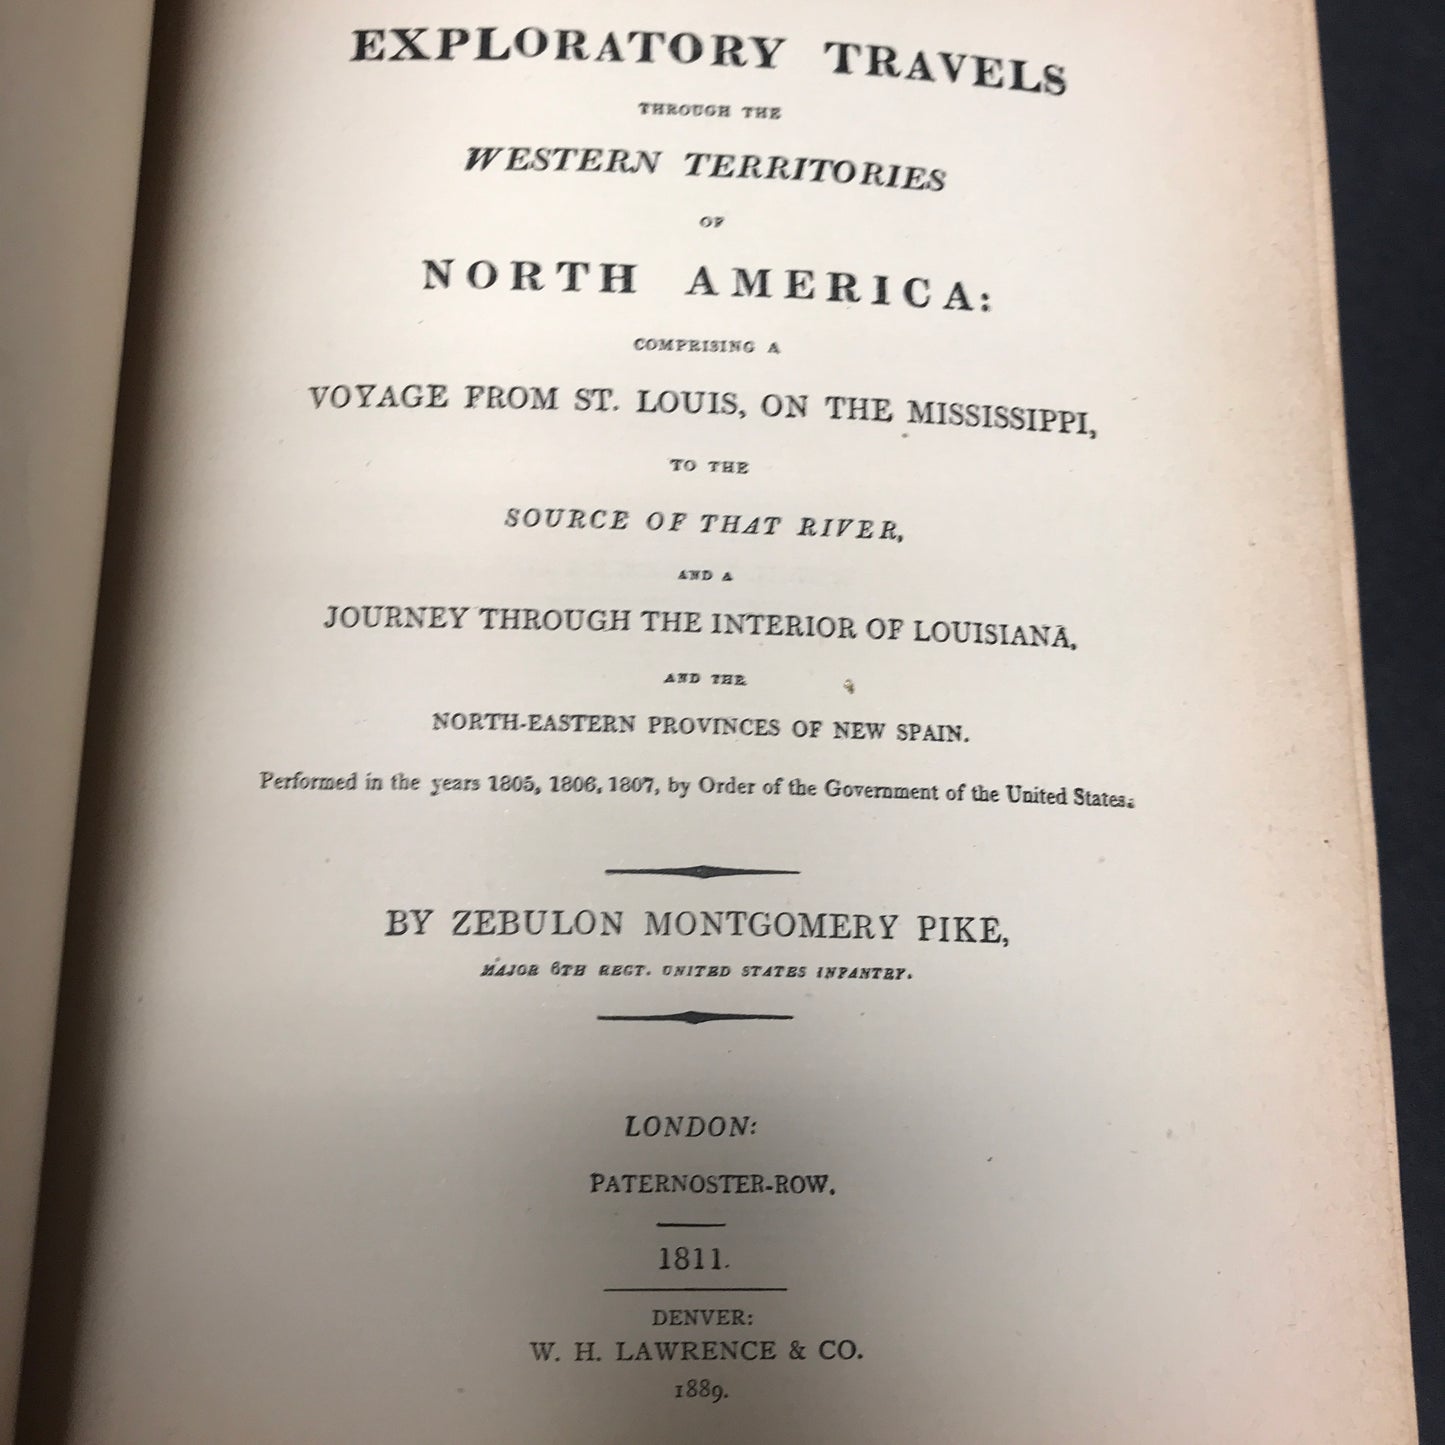 EXPLORATORY TRAVELS
THROUGH THE
WESTERN TERRITORIES
OF
NORTH AMERICA:
COMPRISING A
VOYAGE FROM ST. LOUIS, ON THE MISSISSIPPI,
TO THE
SOURCE OF THAT RIVER,
AND A
JOURNEY THROUGH THE INTERIOR OF LOUISIANA,
AND THE
NORTH-EASTERN PROVINCES OF NEW SPAIN.
Performed in the years 1805, 1806, 1807, by Order of the Government of the United States.
BY ZEBULON MONTGOMERY PIKE,
MAJOR 6TH REGT. UNITED STATES INFANTRY.
LONDON:
PATERNOSTER-ROW.
1811.
DENVER:
W. H. LAWRENCE & CO.
1889.